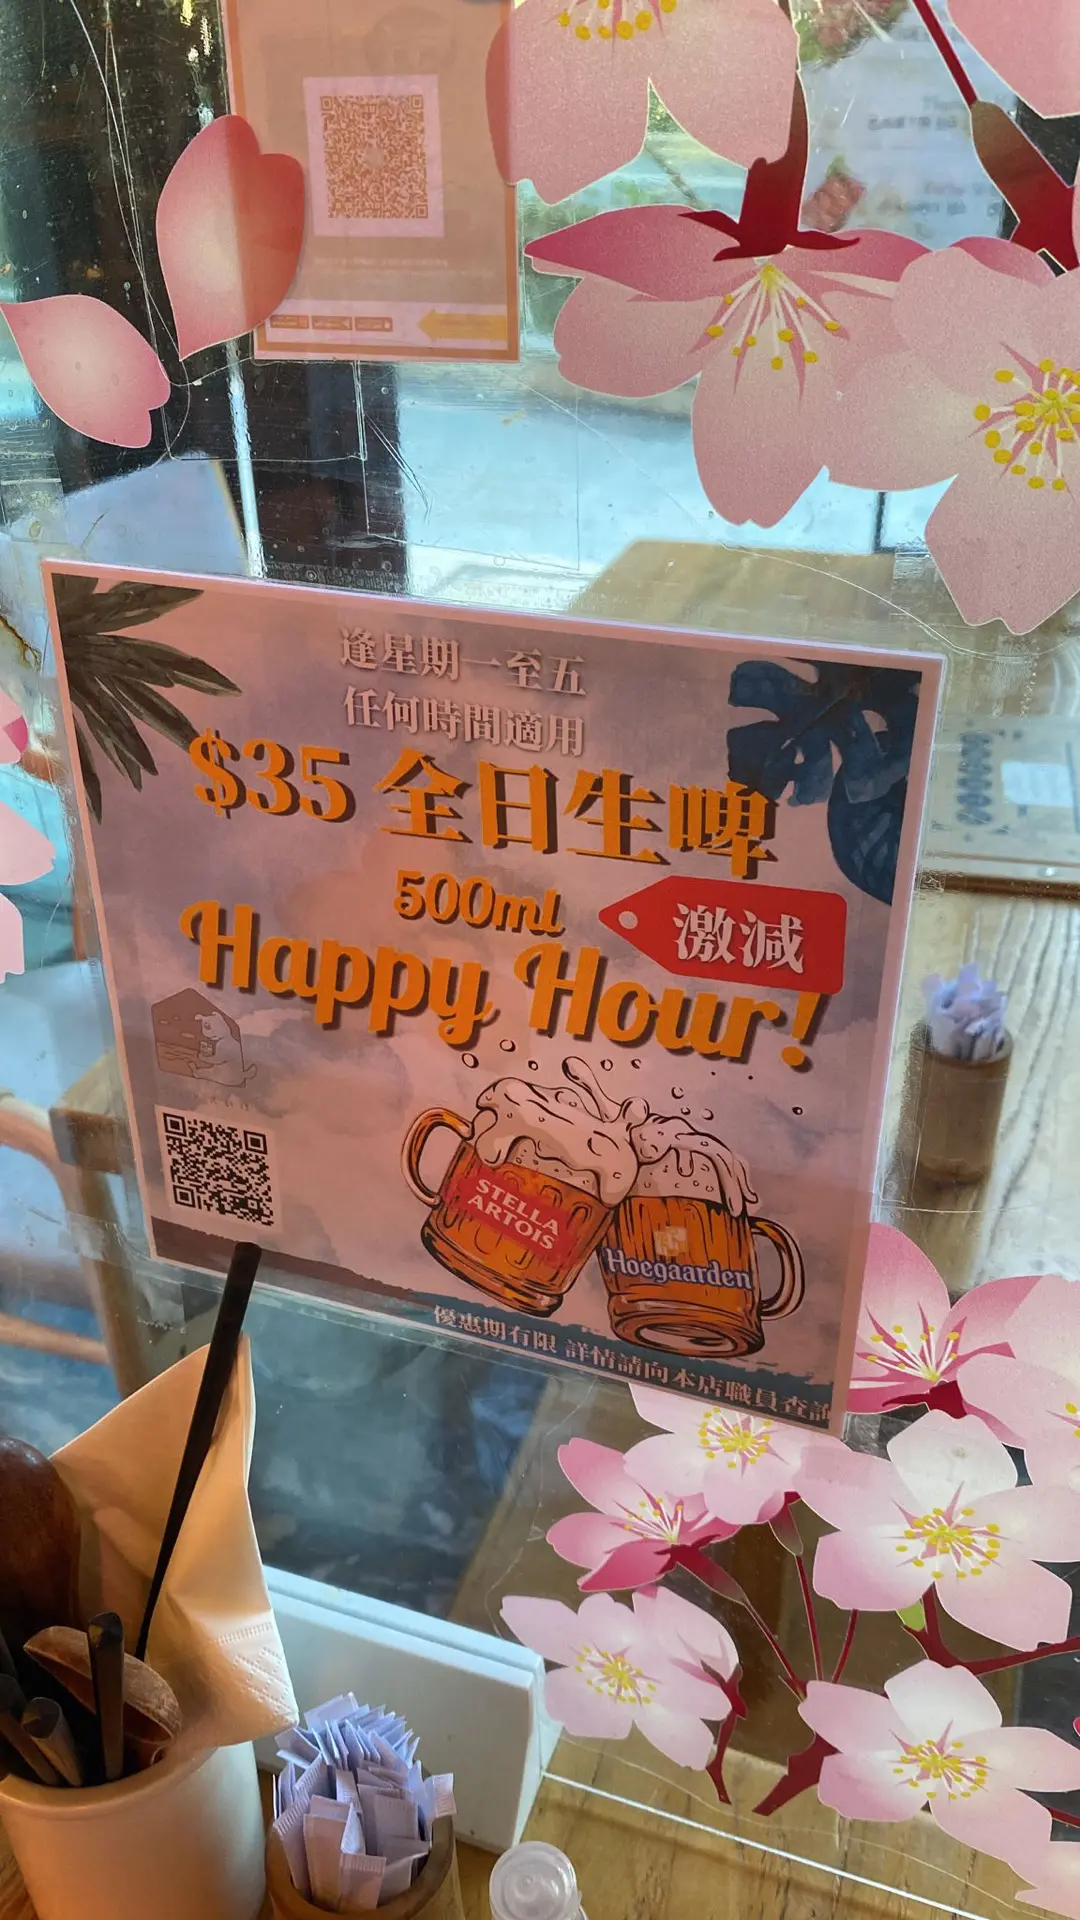 逢星期一至五
任何時間適用
$35 全日生啤
500ml
激減
Happy Hour!
STELLA
ARTOIS
Hoegaarden
優惠期有限 詳情請向本店職員查詢